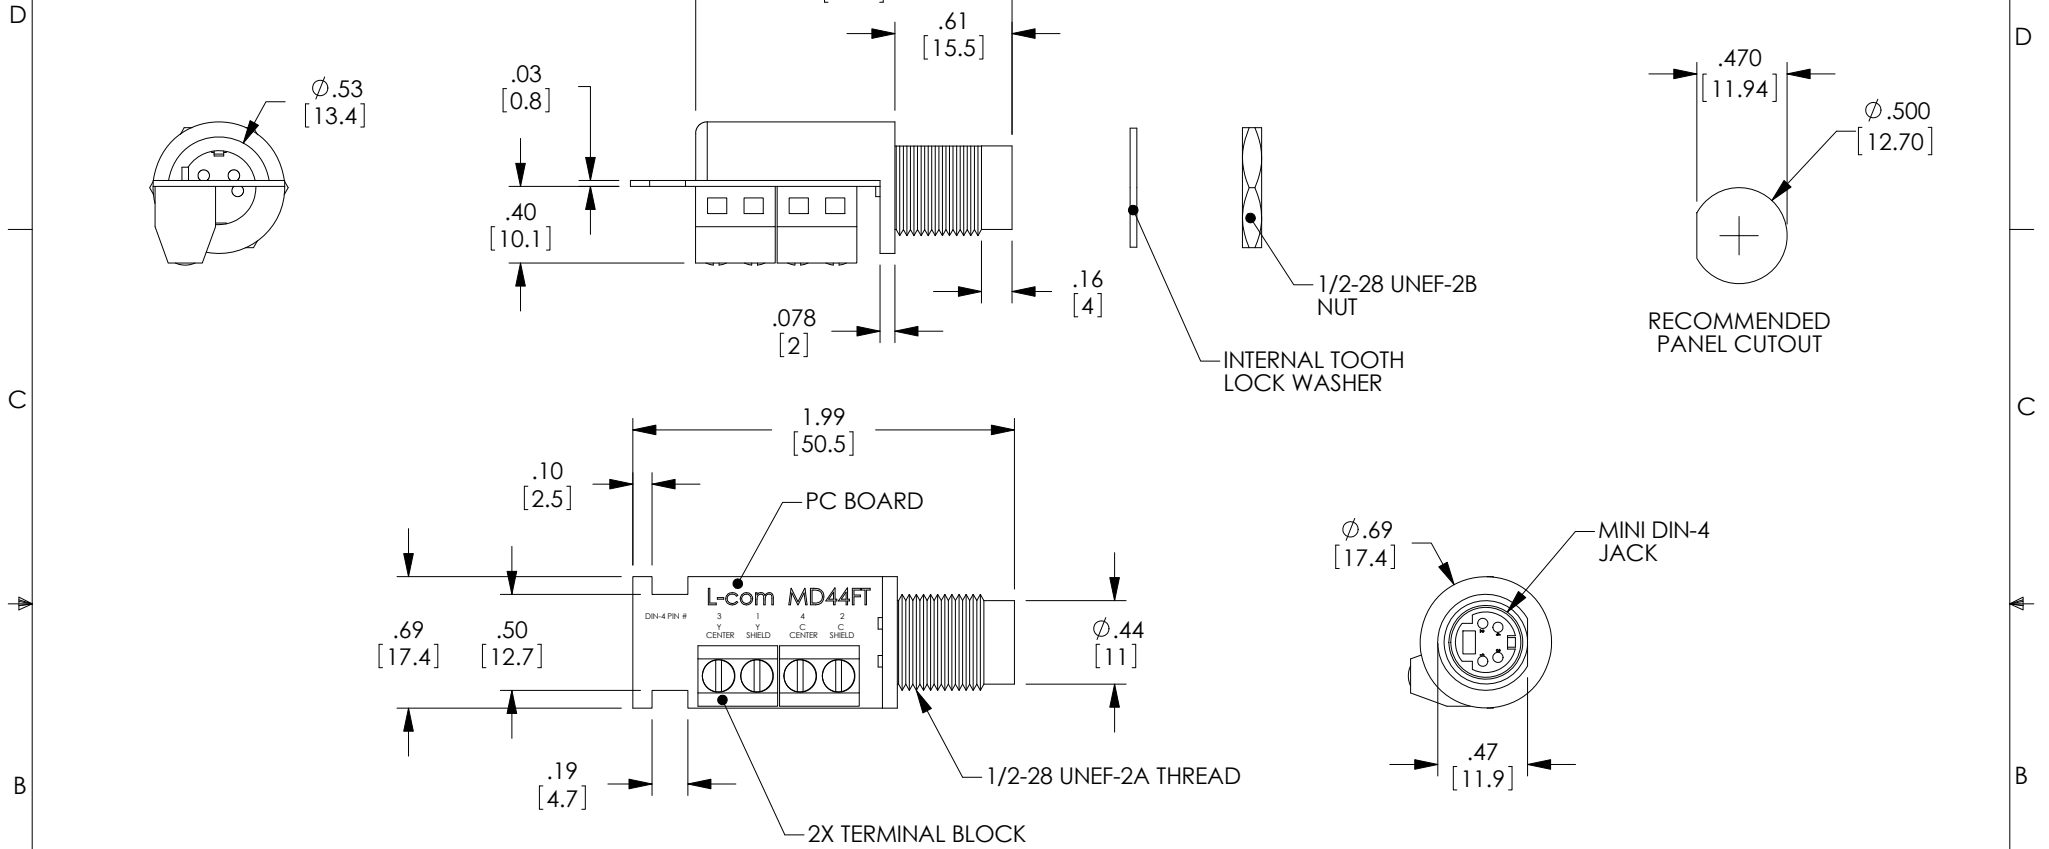 D
D
.61
[15.5]
.03
[0.8]
⌀.53
[13.4]
.470
[11.94]
⌀.500
[12.70]
.40
[10.1]
.16
[4]
.078
[2]
1/2-28 UNEF-2B
NUT
INTERNAL TOOTH
LOCK WASHER
RECOMMENDED
PANEL CUTOUT
C
C
1.99
[50.5]
.10
[2.5]
PC BOARD
⌀.69
[17.4]
MINI DIN-4
JACK
L-com MD44FT
DIN-4 PIN # 3 1 4 2
Y Y C C
CENTER SHIELD CENTER SHIELD
.69
[17.4]
.50
[12.7]
⌀.44
[11]
.47
[11.9]
.19
[4.7]
1/2-28 UNEF-2A THREAD
2X TERMINAL BLOCK
B
B